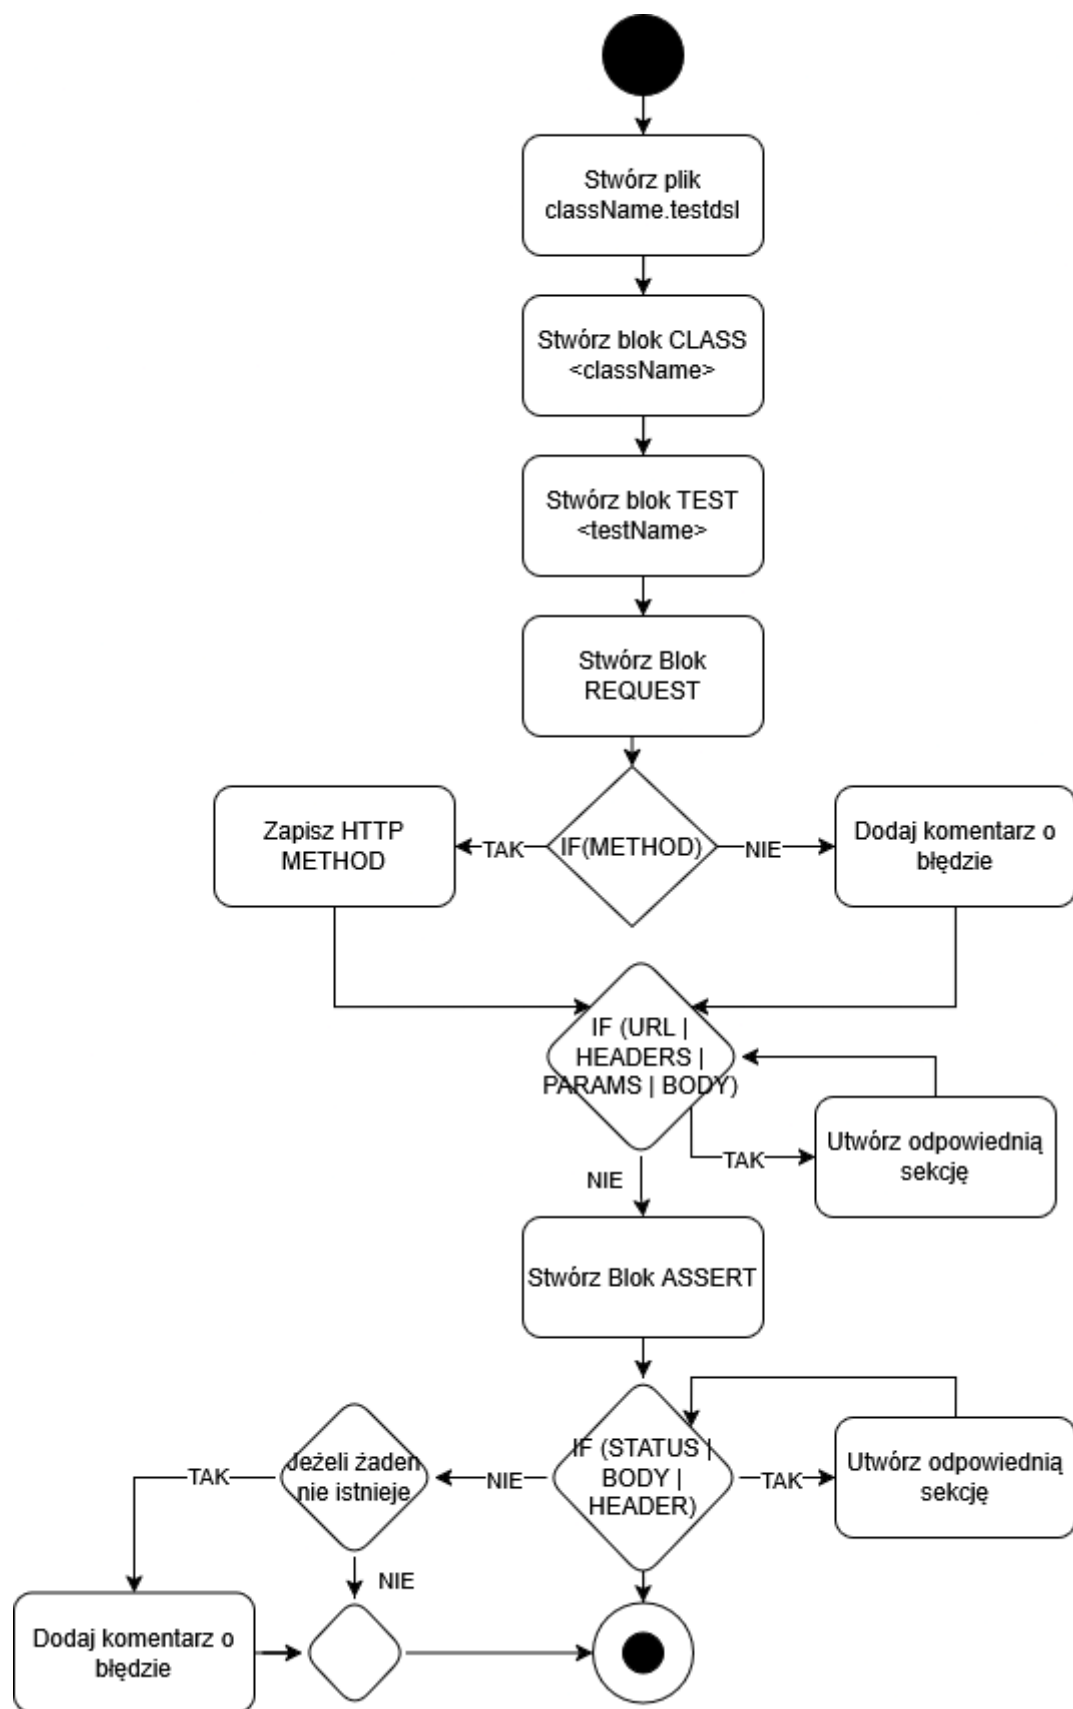 Stwórz plik
className.testdsl
Stwórz blok CLASS
<className>
Stwórz blok TEST
<testName>
Stwórz Blok
REQUEST
Zapisz HTTP
METHOD
TAK
IF(METHOD)
NIE
Dodaj komentarz o
błędzie
IF (URL |
HEADERS |
PARAMS | BODY)
TAK
Utwórz odpowiednią
sekcję
NIE
Stwórz Blok ASSERT
IF (STATUS |
BODY |
HEADER)
TAK
Utwórz odpowiednią
sekcję
NIE
Jeżeli żaden
nie istnieje
TAK
NIE
Dodaj komentarz o
błędzie